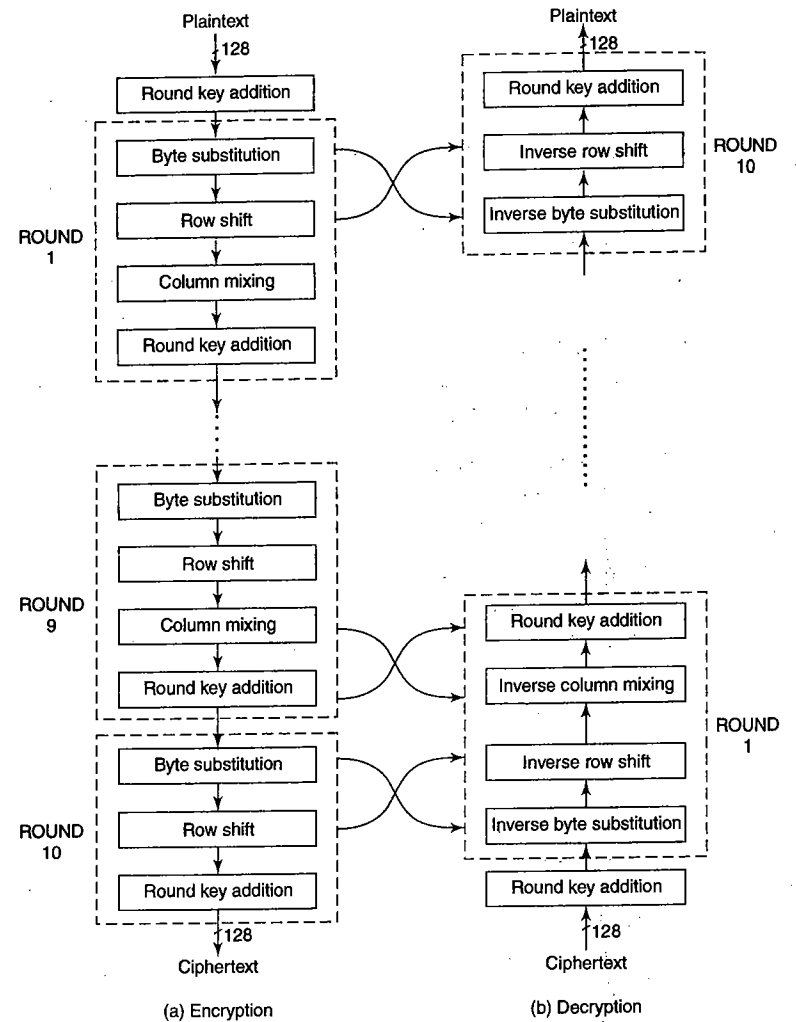 Plaintext
128
Round key addition
Byte substitution
Row shift
Column mixing
Round key addition
ROUND
1
Byte substitution
Row shift
Column mixing
Round key addition
ROUND
9
Byte substitution
Row shift
Round key addition
ROUND
10
128
Ciphertext
(a) Encryption
Plaintext
128
Round key addition
Inverse row shift
Inverse byte substitution
ROUND
10
Round key addition
Inverse column mixing
Inverse row shift
Inverse byte substitution
ROUND
1
Round key addition
128
Ciphertext
(b) Decryption